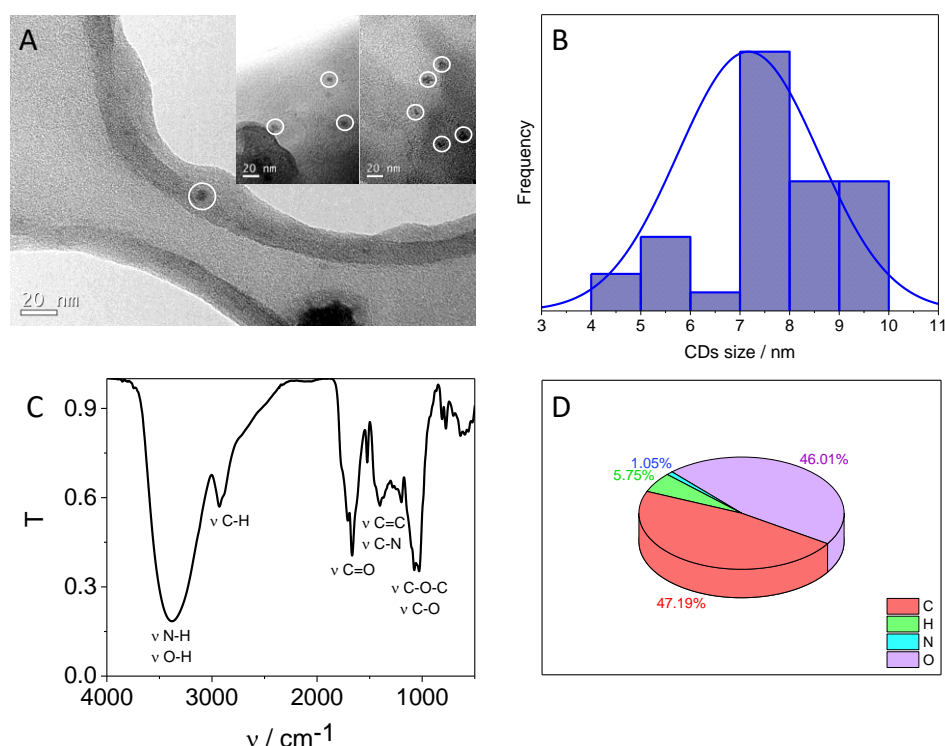 A
20 nm
20 nm
20 nm
B
Frequency
3 4 5 6 7 8 9 10 11
CDs size / nm
C
0.9
0.6
0.3
0.0
T
ν C-H
ν C=C
ν C-N
ν C=O
ν C-O-C
ν C-O
ν N-H
ν O-H
4000 3000 2000 1000
ν / cm-1
D
1.05%
46.01%
5.75%
47.19%
C
H
N
O